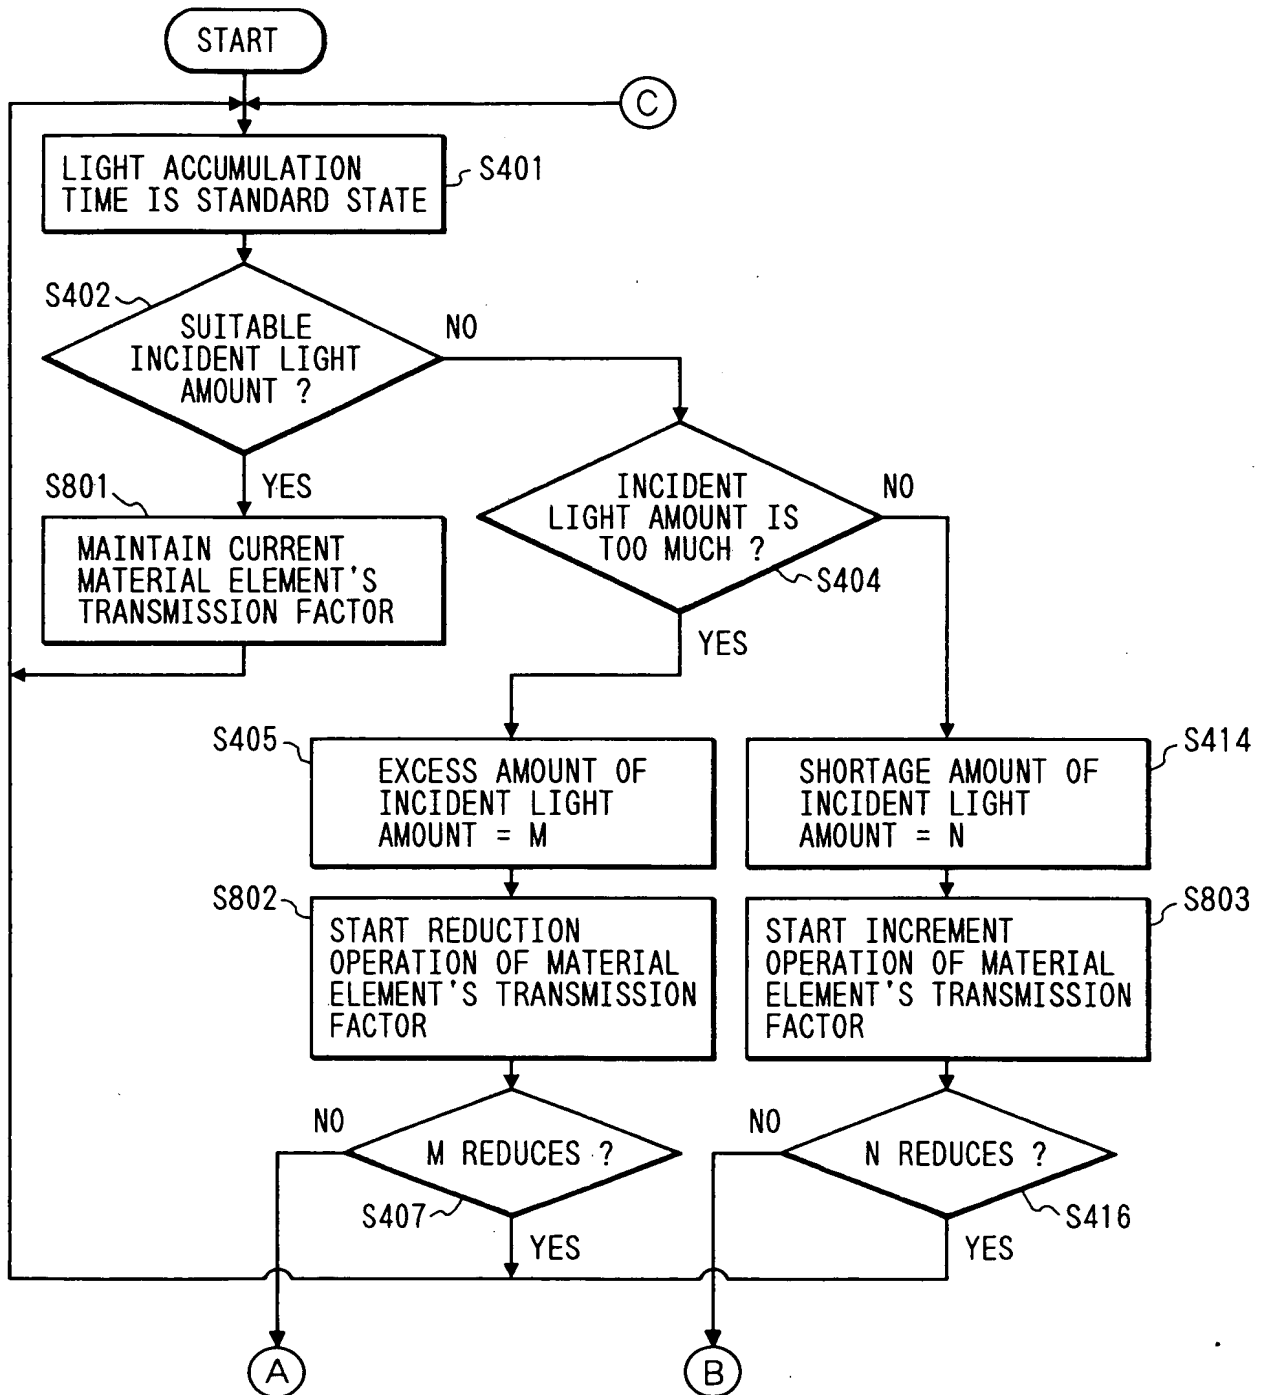 START
C
LIGHT ACCUMULATION
TIME IS STANDARD STATE
S401
S402
SUITABLE
INCIDENT LIGHT
AMOUNT ?
NO
YES
S801
MAINTAIN CURRENT
MATERIAL ELEMENT'S
TRANSMISSION FACTOR
INCIDENT
LIGHT AMOUNT IS
TOO MUCH ?
NO
S404
YES
S405
EXCESS AMOUNT OF
INCIDENT LIGHT
AMOUNT = M
SHORTAGE AMOUNT OF
INCIDENT LIGHT
AMOUNT = N
S414
S802
START REDUCTION
OPERATION OF MATERIAL
ELEMENT'S TRANSMISSION
FACTOR
START INCREMENT
OPERATION OF MATERIAL
ELEMENT'S TRANSMISSION
FACTOR
S803
NO
M REDUCES ?
S407
YES
NO
N REDUCES ?
S416
YES
A
B